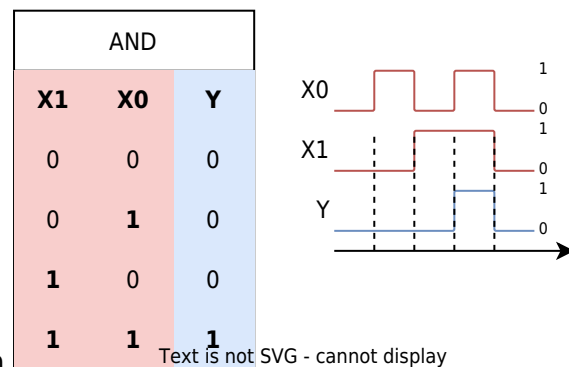 AND
X1 X0 Y
0 0 0
0 1 0
1 0 0
1 1 1
X0 1
0
X1 1
0
Y 1
0
Text is not SVG - cannot display